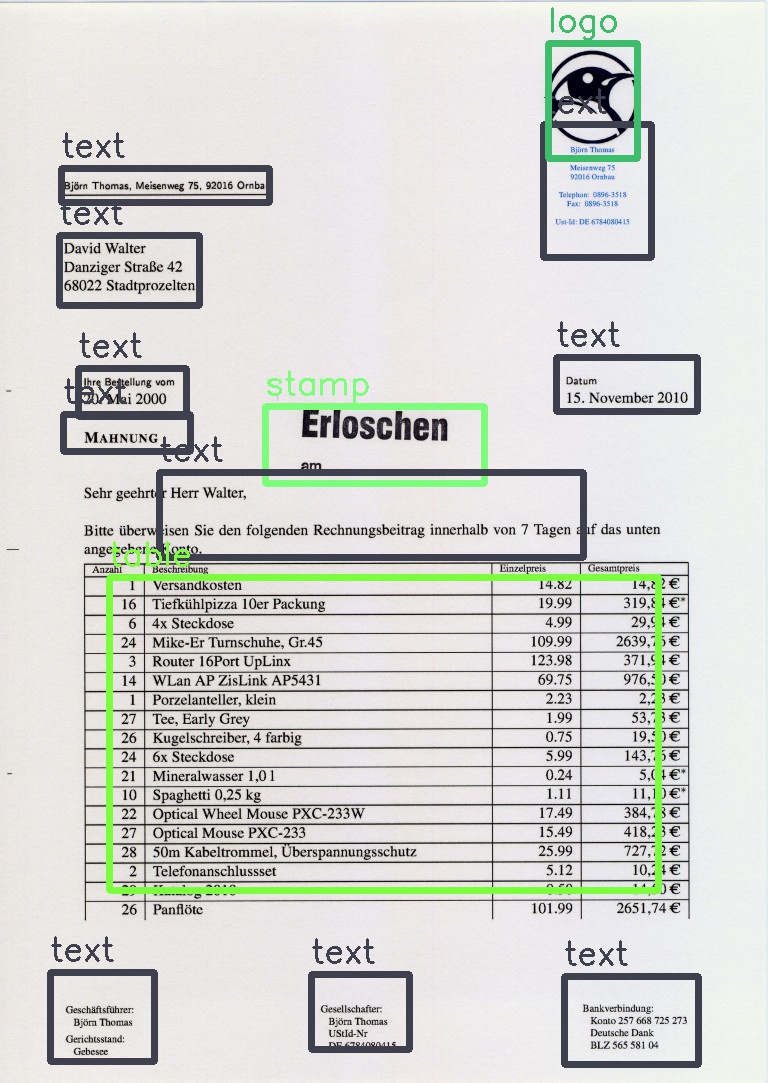 logo
text
Björn Thomas
Meisenweg 75
92016 Ornbau
Telephon: 0896-3518
Fax: 0896-3518
Ust-Id: DE 6784080415
text
Björn Thomas, Meisenweg 75, 92016 Ornba
text
David Walter
Danziger Straße 42
68022 Stadtprozelten
text
Ihre Bestellung vom
20. Mai 2000
text
Datum
15. November 2010
text
MAHNUNG
stamp
Erloschen
am
text
Sehr geehrter Herr Walter,
Bitte überweisen Sie den folgenden Rechnungsbeitrag innerhalb von 7 Tagen auf das unten
angegebene Konto.
table
Anzahl Beschreibung Einzelpreis Gesamtpreis
1 Versandkosten 14.82 14,82 €
16 Tiefkühlpizza 10er Packung 19.99 319,84 €*
6 4x Steckdose 4.99 29,94 €
24 Mike-Er Turnschuhe, Gr.45 109.99 2639,76 €
3 Router 16Port UpLinx 123.98 371,94 €
14 WLan AP ZisLink AP5431 69.75 976,50 €
1 Porzelanteller, klein 2.23 2,23 €
27 Tee, Early Grey 1.99 53,73 €
26 Kugelschreiber, 4 farbig 0.75 19,50 €
24 6x Steckdose 5.99 143,76 €
21 Mineralwasser 1,0 l 0.24 5,04 €*
10 Spaghetti 0,25 kg 1.11 11,10 €*
22 Optical Wheel Mouse PXC-233W 17.49 384,78 €
27 Optical Mouse PXC-233 15.49 418,23 €
28 50m Kabeltrommel, Überspannungsschutz 25.99 727,72 €
2 Telefonanschlussset 5.12 10,24 €
29 Katalog 2010 0.50 14,50 €
26 Panflöte 101.99 2651,74 €
text
Geschäftsführer:
Björn Thomas
Gerichtsstand:
Gebesee
text
Gesellschafter:
Björn Thomas
UStId-Nr
DE 6784080415
text
Bankverbindung:
Konto 257 668 725 273
Deutsche Dank
BLZ 565 581 04